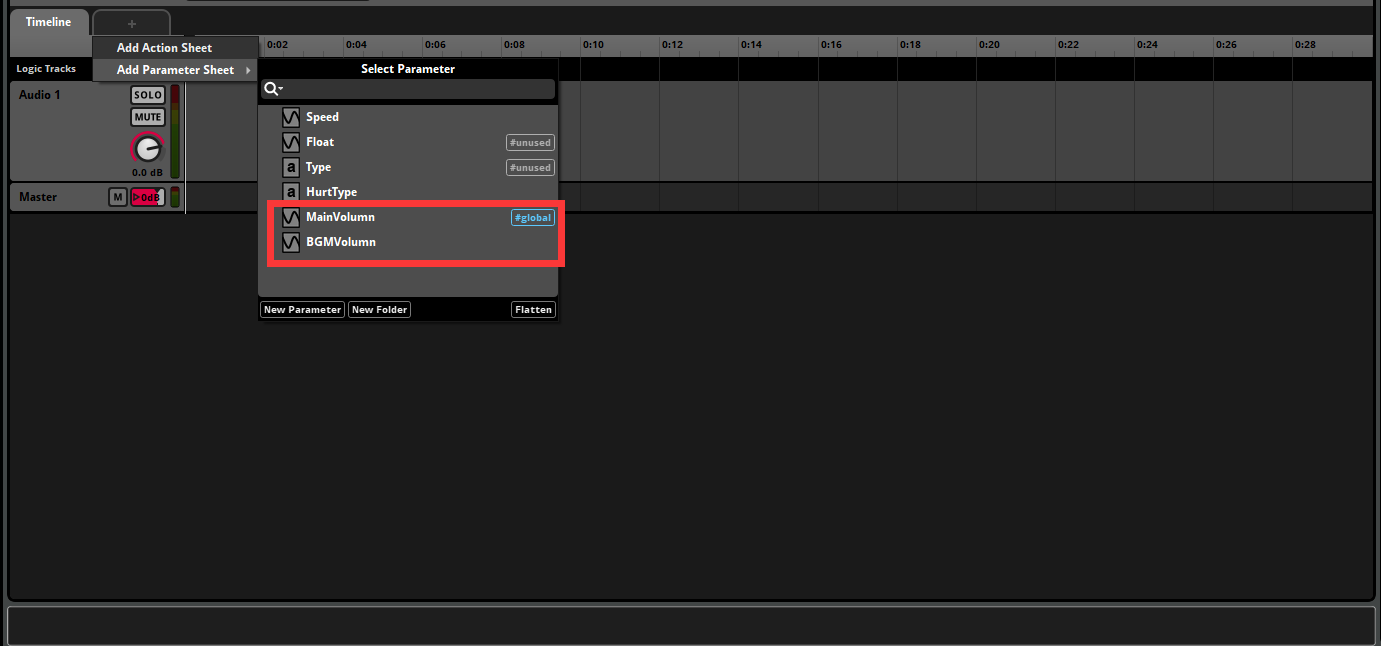 Timeline
+
Add Action Sheet
Add Parameter Sheet
0:02 0:04 0:06 0:08 0:10 0:12 0:14 0:16 0:18 0:20 0:22 0:24 0:26 0:28
Logic Tracks
Select Parameter
Audio 1
SOLO
MUTE
0.0 dB
Master
M
0dB
Speed
Float #unused
Type #unused
HurtType
MainVolumn #global
BGMVolumn
New Parameter New Folder Flatten